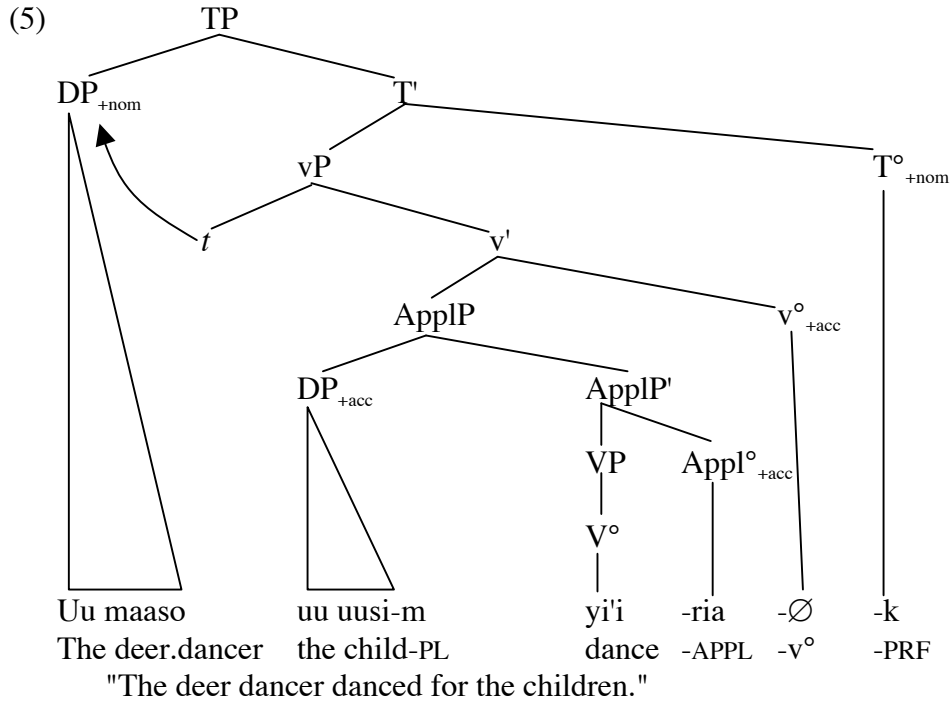 (5) TP
DP+nom T'
vP T°+nom
t v'
ApplP v°+acc
DP+acc ApplP'
VP Appl°+acc
V°
Uu maaso uu uusi-m yi'i -ria -∅ -k
The deer.dancer the child-PL dance -APPL -v° -PRF
"The deer dancer danced for the children."